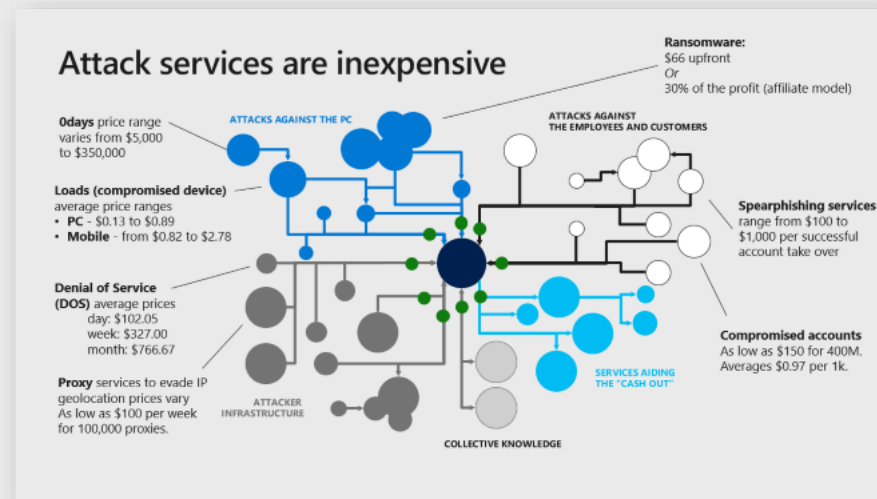 Attack services are inexpensive
Ransomware:
$66 upfront
Or
30% of the profit (affiliate model)
0days price range
varies from $5,000
to $350,000
ATTACKS AGAINST THE PC
ATTACKS AGAINST
THE EMPLOYEES AND CUSTOMERS
Loads (compromised device)
average price ranges
• PC - $0.13 to $0.89
• Mobile - from $0.82 to $2.78
Spearphishing services
range from $100 to
$1,000 per successful
account take over
Denial of Service
(DOS) average prices
day: $102.05
week: $327.00
month: $766.67
Compromised accounts
As low as $150 for 400M.
Averages $0.97 per 1k.
Proxy services to evade IP
geolocation prices vary
As low as $100 per week
for 100,000 proxies.
ATTACKER
INFRASTRUCTURE
SERVICES AIDING
THE "CASH OUT"
COLLECTIVE KNOWLEDGE